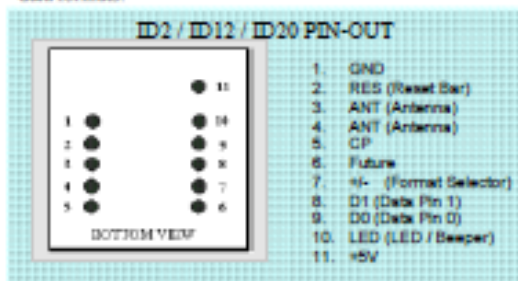 ID2 / ID12 / ID20 PIN-OUT
11
1 10
2 9
3 8
4 7
5 6
BOTTOM VIEW
1. GND
2. RES (Reset Bar)
3. ANT (Antenna)
4. ANT (Antenna)
5. CP
6. Future
7. +/- (Format Selector)
8. D1 (Data Pin 1)
9. D0 (Data Pin 0)
10. LED (LED / Beeper)
11. +5V